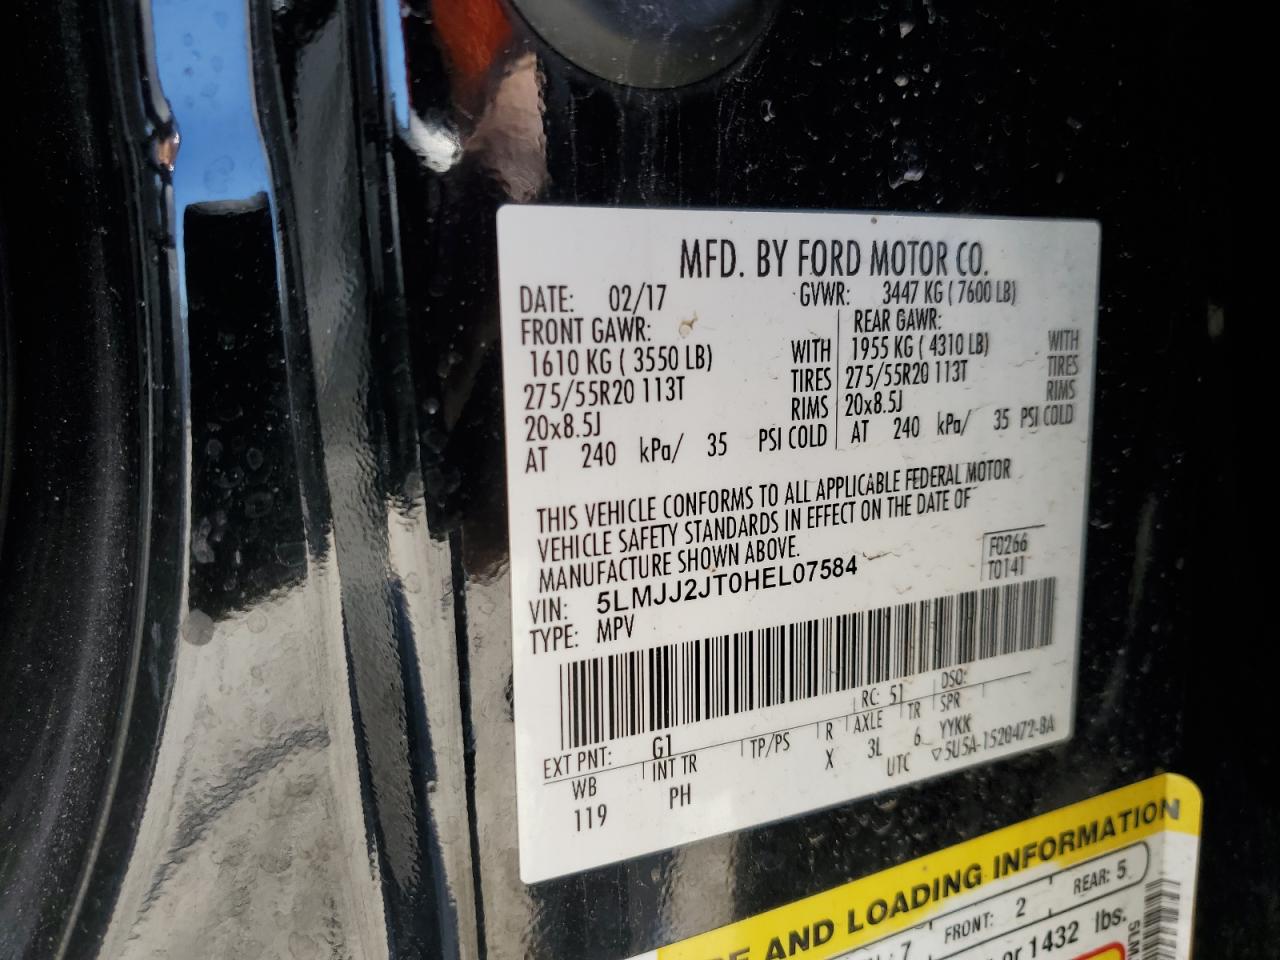 MFD. BY FORD MOTOR CO.
DATE: 02/17 GVWR: 3447 KG ( 7600 LB)
FRONT GAWR: REAR GAWR:
1610 KG ( 3550 LB) WITH 1955 KG ( 4310 LB) WITH
275/55R20 113T TIRES 275/55R20 113T TIRES
20x8.5J RIMS 20x8.5J RIMS
AT 240 kPa/ 35 PSI COLD AT 240 kPa/ 35 PSI COLD
THIS VEHICLE CONFORMS TO ALL APPLICABLE FEDERAL MOTOR
VEHICLE SAFETY STANDARDS IN EFFECT ON THE DATE OF
MANUFACTURE SHOWN ABOVE.
F0266
VIN: 5LMJJ2JT0HEL07584 T0141
TYPE: MPV
EXT PNT: G1 RC: 51 DSO:
WB INT TR TP/PS R AXLE TR SPR
119 PH X 3L 6 YYKK
UTC ▽5U5A-1520472-BA
AND LOADING INFORMATION
7 FRONT: 2 REAR: 5
or 1432 lbs.
5LM